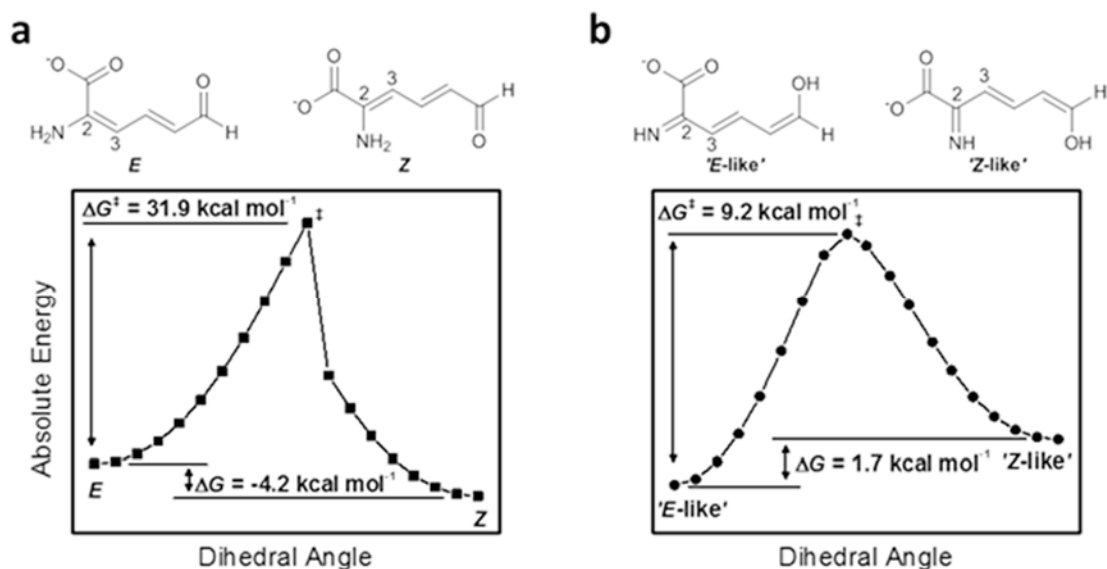 a
-O
O
O
H₂N
2
3
H
E
O
3
2
-O
H
NH₂
O
Z
ΔG‡ = 31.9 kcal mol⁻¹
‡
E
ΔG = -4.2 kcal mol⁻¹
Z
Absolute Energy
Dihedral Angle
b
-O
O
OH
HN
2
3
H
'E-like'
O
3
2
-O
H
NH
OH
'Z-like'
ΔG‡ = 9.2 kcal mol⁻¹
‡
ΔG = 1.7 kcal mol⁻¹
'Z-like'
'E-like'
Dihedral Angle